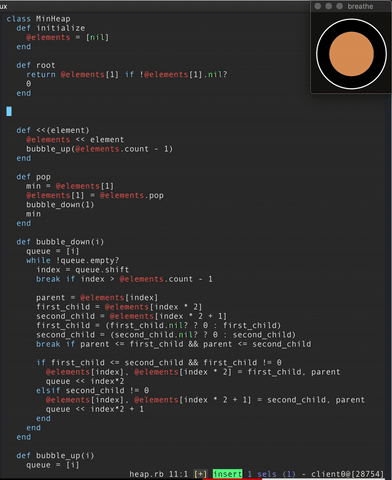 ux
breathe
class MinHeap
  def initialize
    @elements = [nil]
  end

  def root
    return @elements[1] if !@elements[1].nil?
    0
  end

  def <<(element)
    @elements << element
    bubble_up(@elements.count - 1)
  end

  def pop
    min = @elements[1]
    @elements[1] = @elements.pop
    bubble_down(1)
    min
  end

  def bubble_down(i)
    queue = [i]
    while !queue.empty?
      index = queue.shift
      break if index > @elements.count - 1

      parent = @elements[index]
      first_child = @elements[index * 2]
      second_child = @elements[index * 2 + 1]
      first_child = (first_child.nil? ? 0 : first_child)
      second_child = (second_child.nil? ? 0 : second_child)
      break if parent <= first_child && parent <= second_child

      if first_child <= second_child && first_child != 0
        @elements[index], @elements[index * 2] = first_child, parent
        queue << index*2
      elsif second_child != 0
        @elements[index], @elements[index * 2 + 1] = second_child, parent
        queue << index*2 + 1
      end
    end
  end

  def bubble_up(i)
    queue = [i]
heap.rb 11:1 [+] insert 1 sels (1) - client0@[28754]